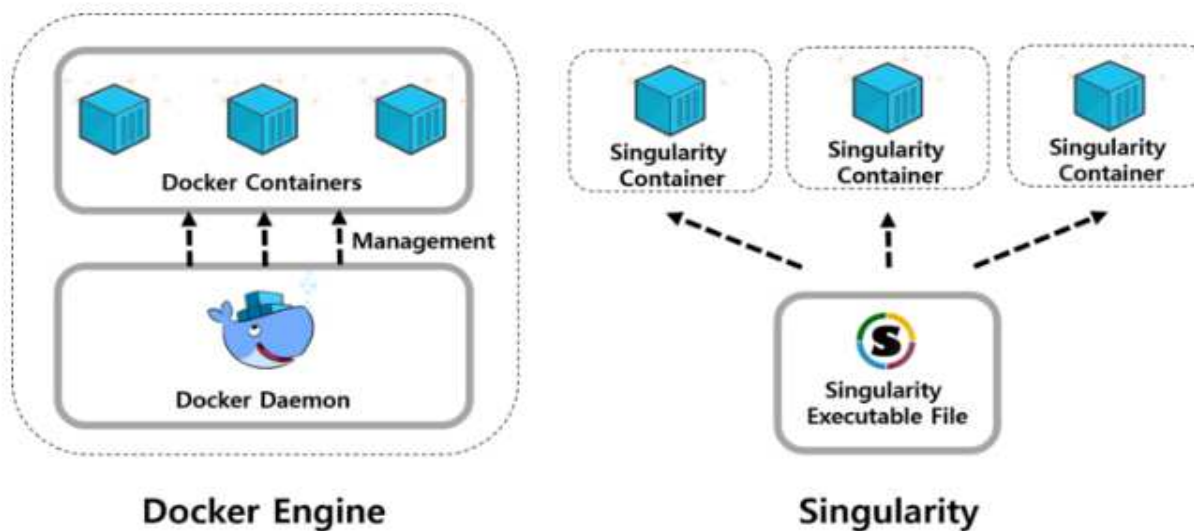 Docker Containers
Management
Docker Daemon
Docker Engine
Singularity
Container
Singularity
Container
Singularity
Container
S
Singularity
Executable File
Singularity